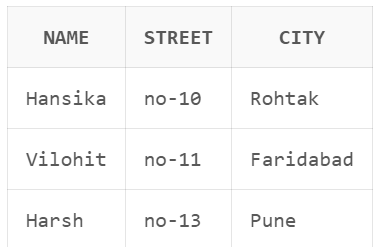 NAME STREET CITY
Hansika no-10 Rohtak
Vilohit no-11 Faridabad
Harsh no-13 Pune